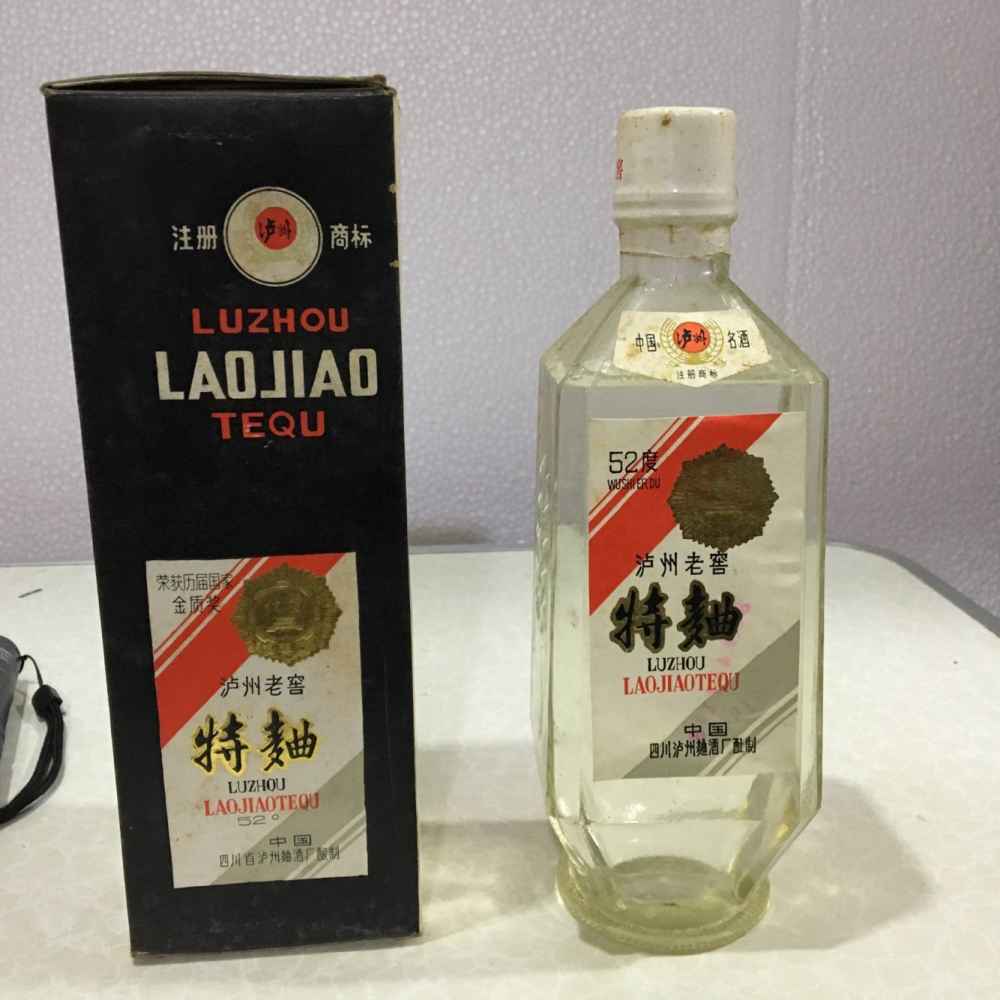 注册 泸州 商标
LUZHOU
LAOJIAO
TEQU
荣获历届国家
金质奖
泸州老窖
特麯
LUZHOU
LAOJIAOTEQU
52°
中国
四川省泸州麯酒厂酿制
中国 泸州 名酒
注册商标
52度
WUSHIERDU
泸州老窖
特麯
LUZHOU
LAOJIAOTEQU
中国
四川泸州麯酒厂酿制